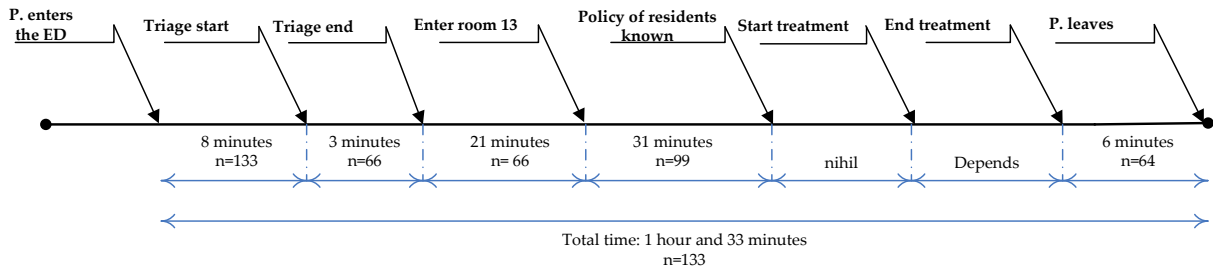 P. enters
the ED
Triage start
Triage end
Enter room 13
Policy of residents
known
Start treatment
End treatment
P. leaves
8 minutes
n=133
3 minutes
n=66
21 minutes
n= 66
31 minutes
n=99
nihil
Depends
6 minutes
n=64
Total time: 1 hour and 33 minutes
n=133